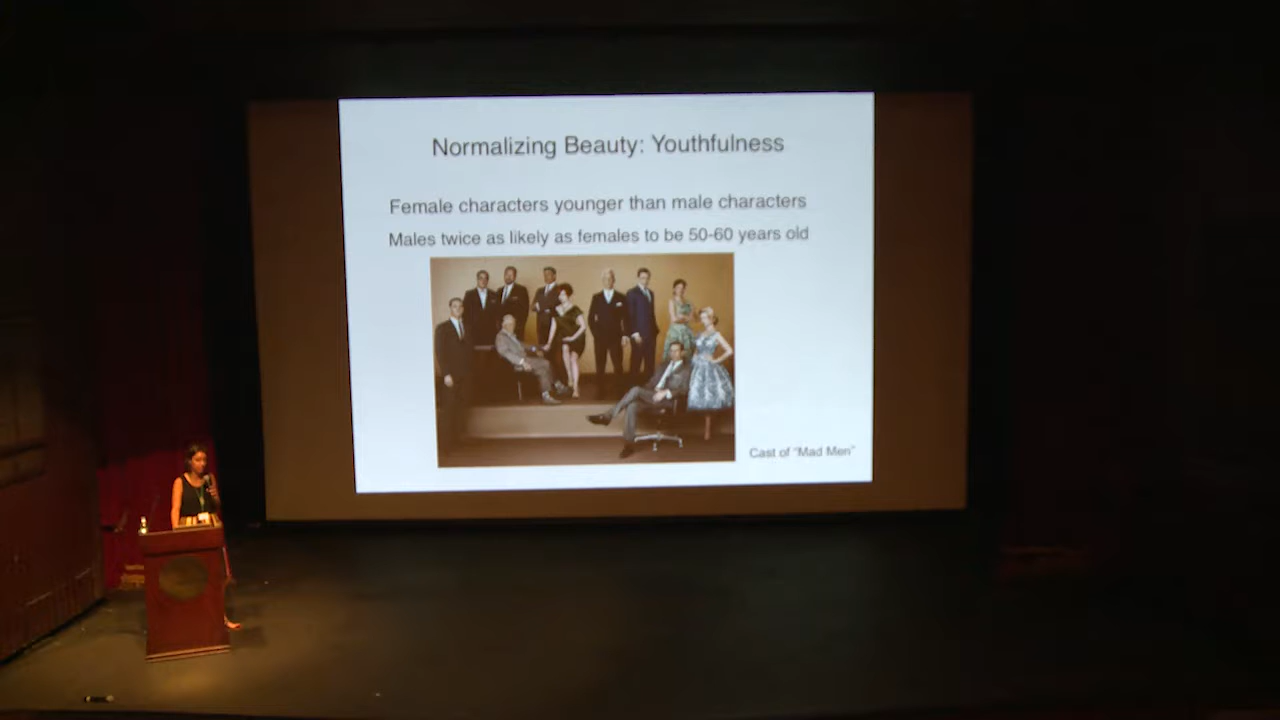 Normalizing Beauty: Youthfulness
Female characters younger than male characters
Males twice as likely as females to be 50-60 years old
Cast of "Mad Men"